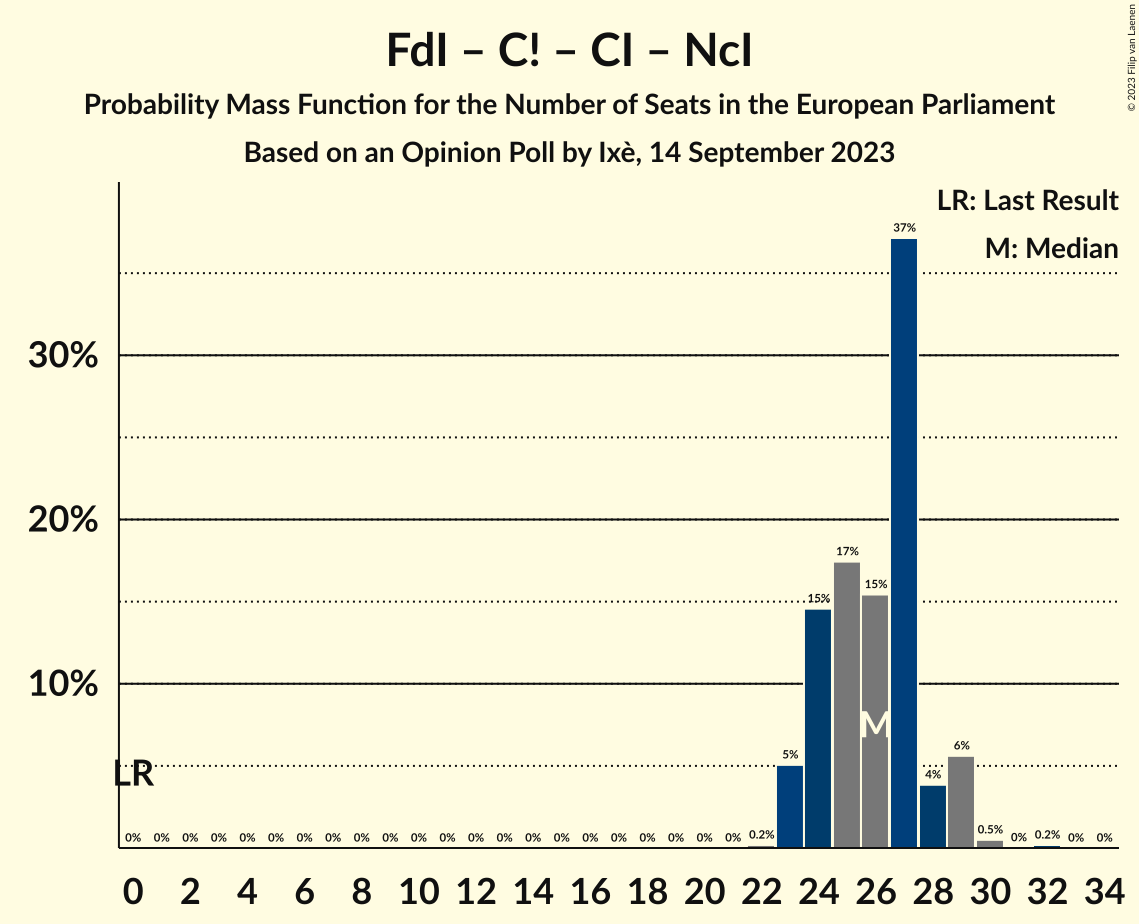 FdI – C! – CI – NcI
Probability Mass Function for the Number of Seats in the European Parliament
Based on an Opinion Poll by Ixè, 14 September 2023
© 2023 Filip van Laenen
LR: Last Result
M: Median
30%
20%
10%
LR
M
0% 0% 0% 0% 0% 0% 0% 0% 0% 0% 0% 0% 0% 0% 0% 0% 0% 0% 0% 0% 0% 0% 0.2% 5% 15% 17% 15% 37% 4% 6% 0.5% 0% 0.2% 0% 0%
0 2 4 6 8 10 12 14 16 18 20 22 24 26 28 30 32 34